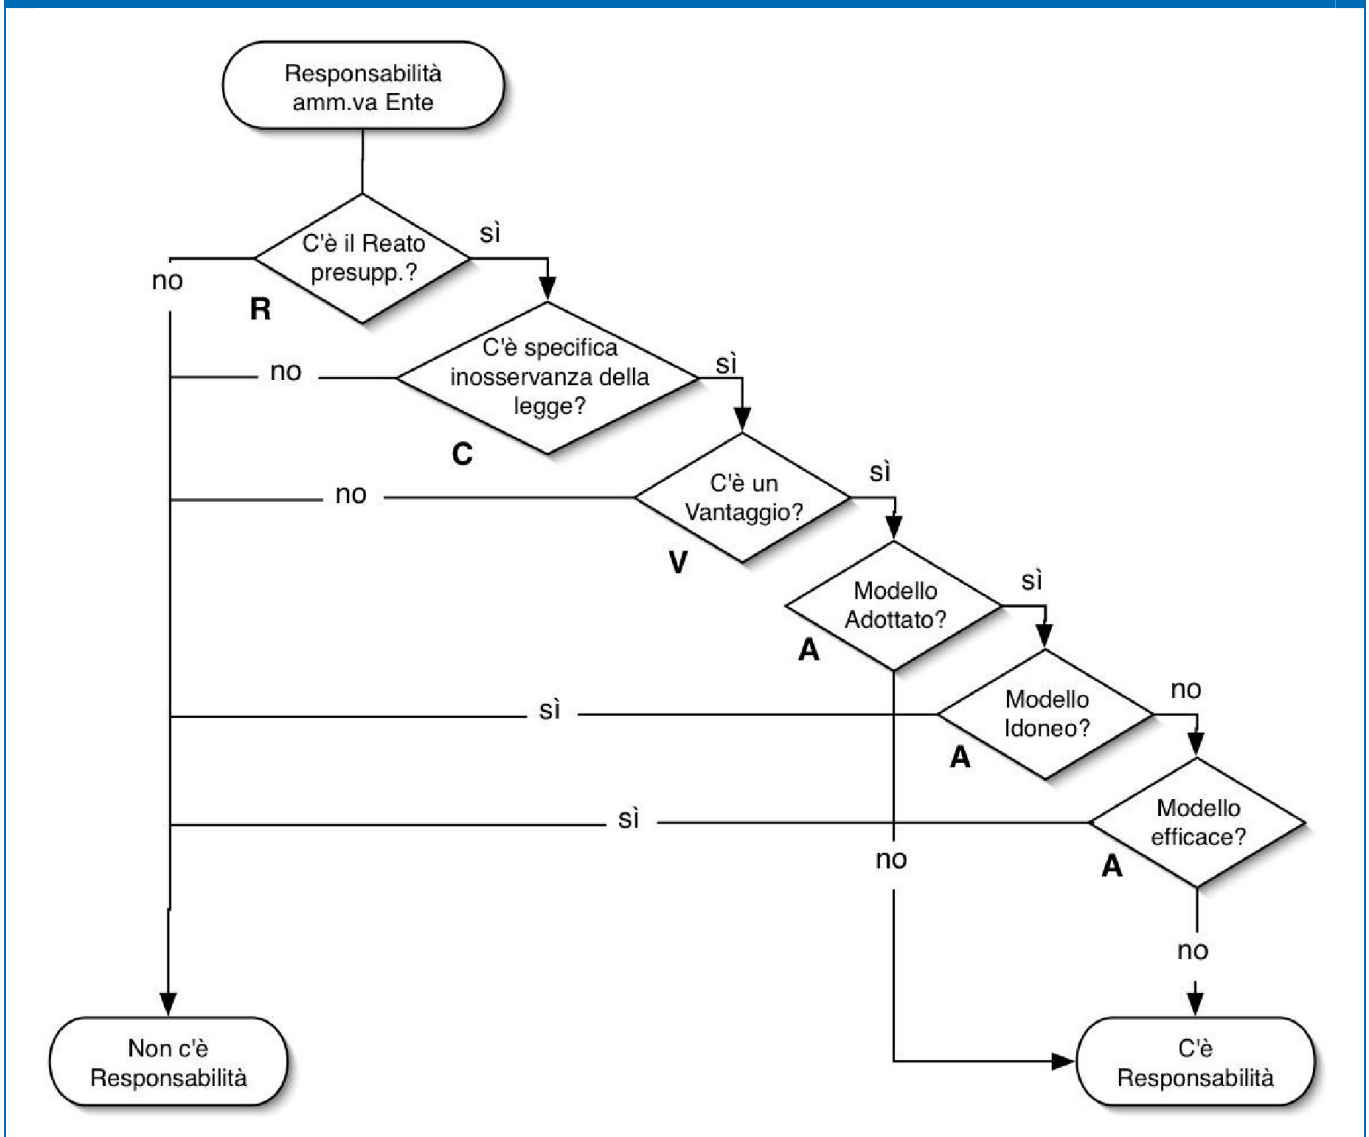 Responsabilità
amm.va Ente
C'è il Reato
presupp.?
sì
no
R
C'è specifica
inosservanza della
legge?
sì
no
C
C'è un
Vantaggio?
sì
no
V
Modello
Adottato?
sì
A
Modello
Idoneo?
no
sì
A
Modello
efficace?
sì
A
no
no
Non c'è
Responsabilità
C'è
Responsabilità